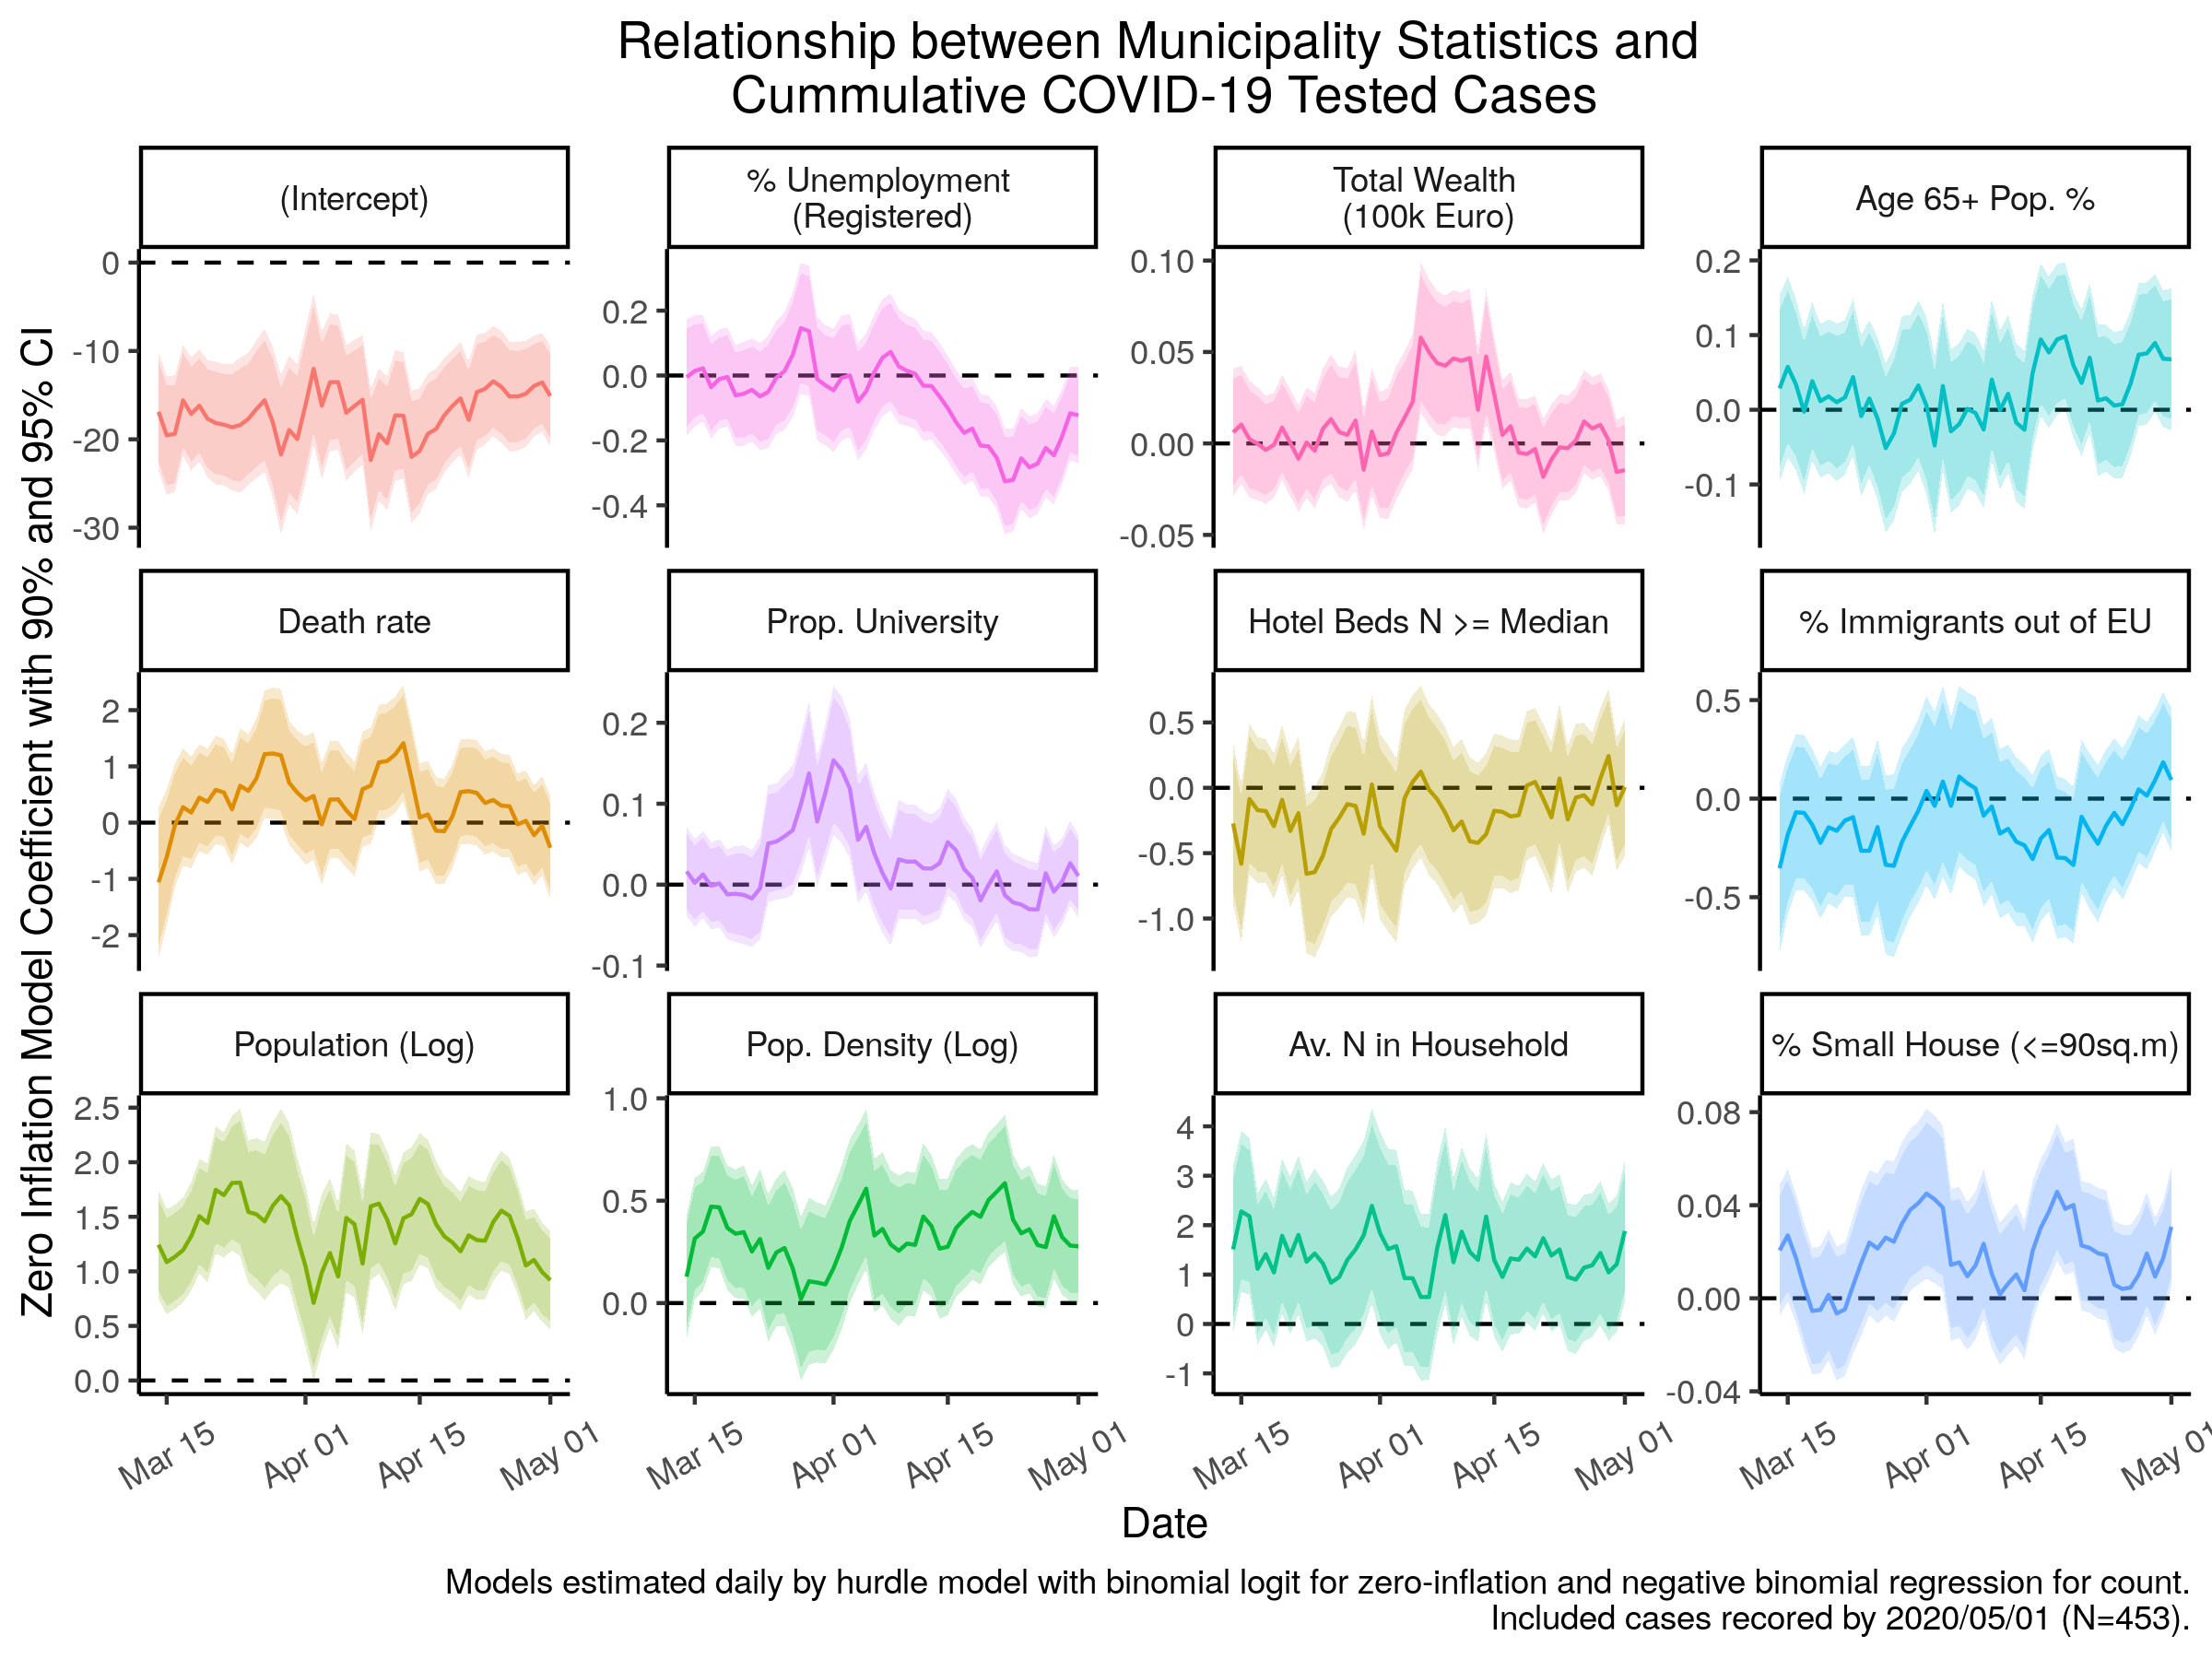 Relationship between Municipality Statistics and
Cummulative COVID-19 Tested Cases
Zero Inflation Model Coefficient with 90% and 95% CI
(Intercept)
0
-10
-20
-30
% Unemployment
(Registered)
0.2
0.0
-0.2
-0.4
Total Wealth
(100k Euro)
0.10
0.05
0.00
-0.05
Age 65+ Pop. %
0.2
0.1
0.0
-0.1
Death rate
2
1
0
-1
-2
Prop. University
0.2
0.1
0.0
-0.1
Hotel Beds N >= Median
0.5
0.0
-0.5
-1.0
% Immigrants out of EU
0.5
0.0
-0.5
Population (Log)
2.5
2.0
1.5
1.0
0.5
0.0
Pop. Density (Log)
1.0
0.5
0.0
Av. N in Household
4
3
2
1
0
-1
% Small House (<=90sq.m)
0.08
0.04
0.00
-0.04
Mar 15 Apr 01 Apr 15 May 01
Mar 15 Apr 01 Apr 15 May 01
Mar 15 Apr 01 Apr 15 May 01
Mar 15 Apr 01 Apr 15 May 01
Date
Models estimated daily by hurdle model with binomial logit for zero-inflation and negative binomial regression for count.
Included cases recored by 2020/05/01 (N=453).